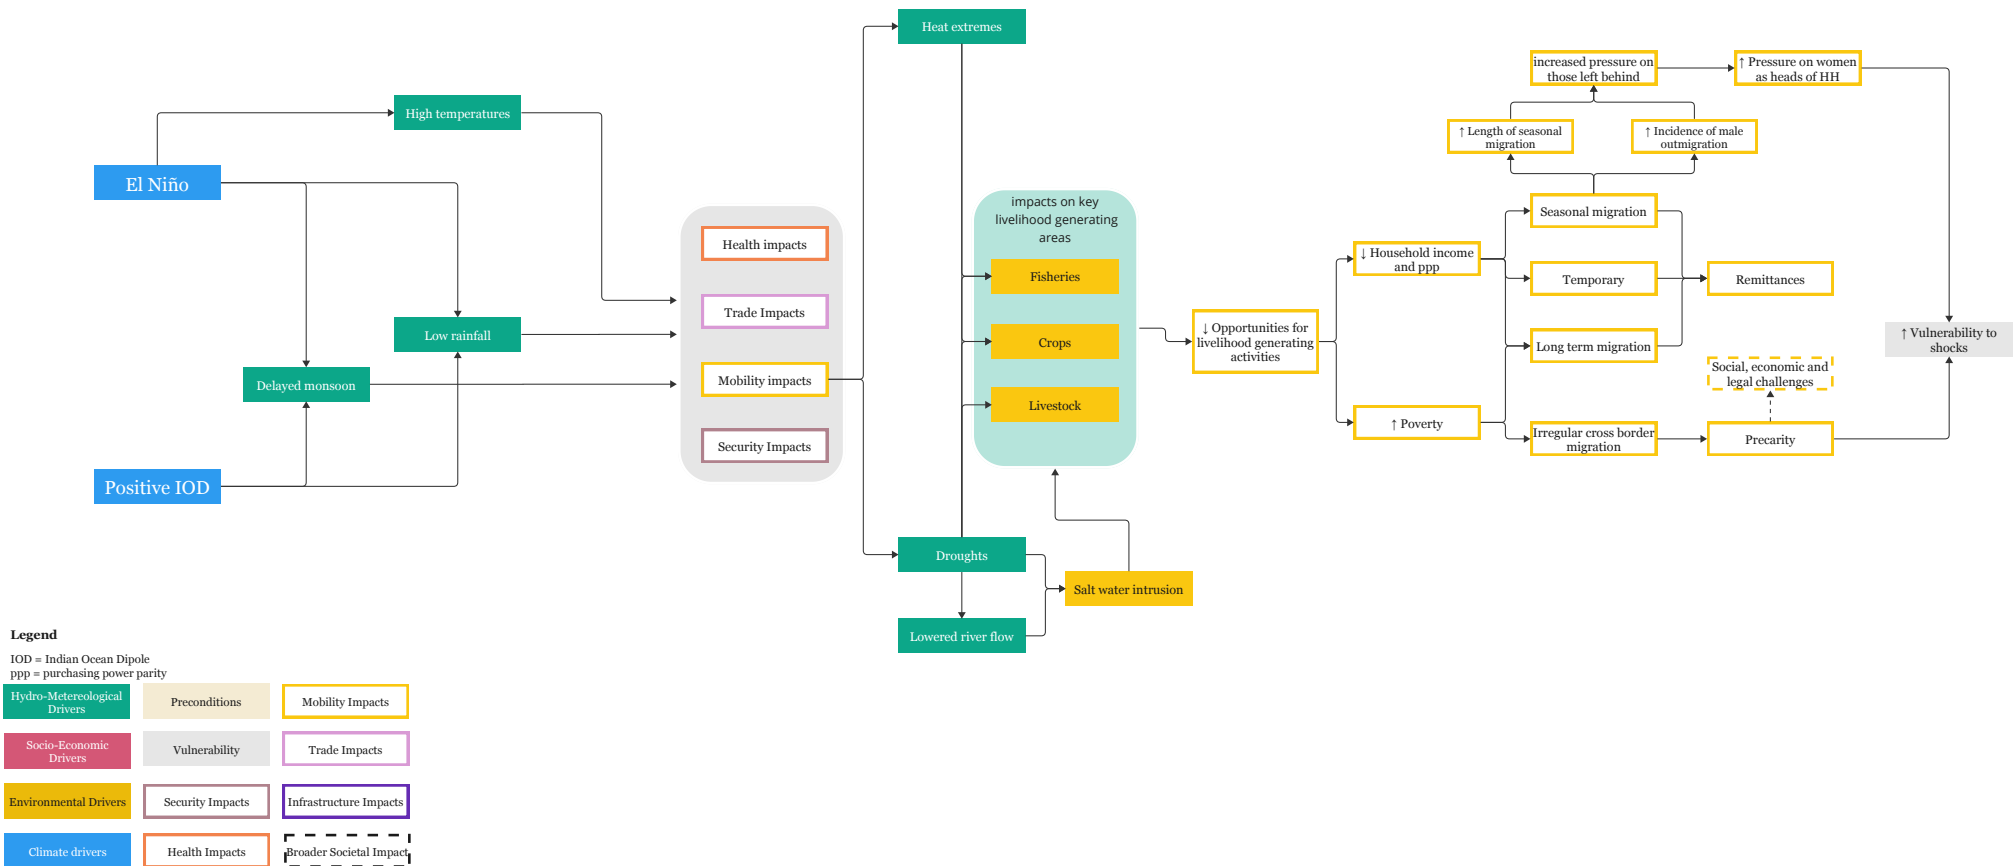 Heat extremes
increased pressure on
those left behind
↑ Pressure on women
as heads of HH
High temperatures
↑ Length of seasonal
migration
↑ Incidence of male
outmigration
El Niño
impacts on key
livelihood generating
areas
Seasonal migration
Health impacts
↓ Household income
and ppp
Fisheries
Temporary
Remittances
Trade Impacts
Low rainfall
↓ Opportunities for
livelihood generating
activities
Crops
Long term migration
↑ Vulnerability to
shocks
Delayed monsoon
Mobility impacts
Social, economic and
legal challenges
Livestock
↑ Poverty
Irregular cross border
migration
Precarity
Security Impacts
Positive IOD
Droughts
Salt water intrusion
Lowered river flow
Legend
IOD = Indian Ocean Dipole
ppp = purchasing power parity
Hydro-Metereological
Drivers
Preconditions
Mobility Impacts
Socio-Economic
Drivers
Vulnerability
Trade Impacts
Environmental Drivers
Security Impacts
Infrastructure Impacts
Climate drivers
Health Impacts
Broader Societal Impact